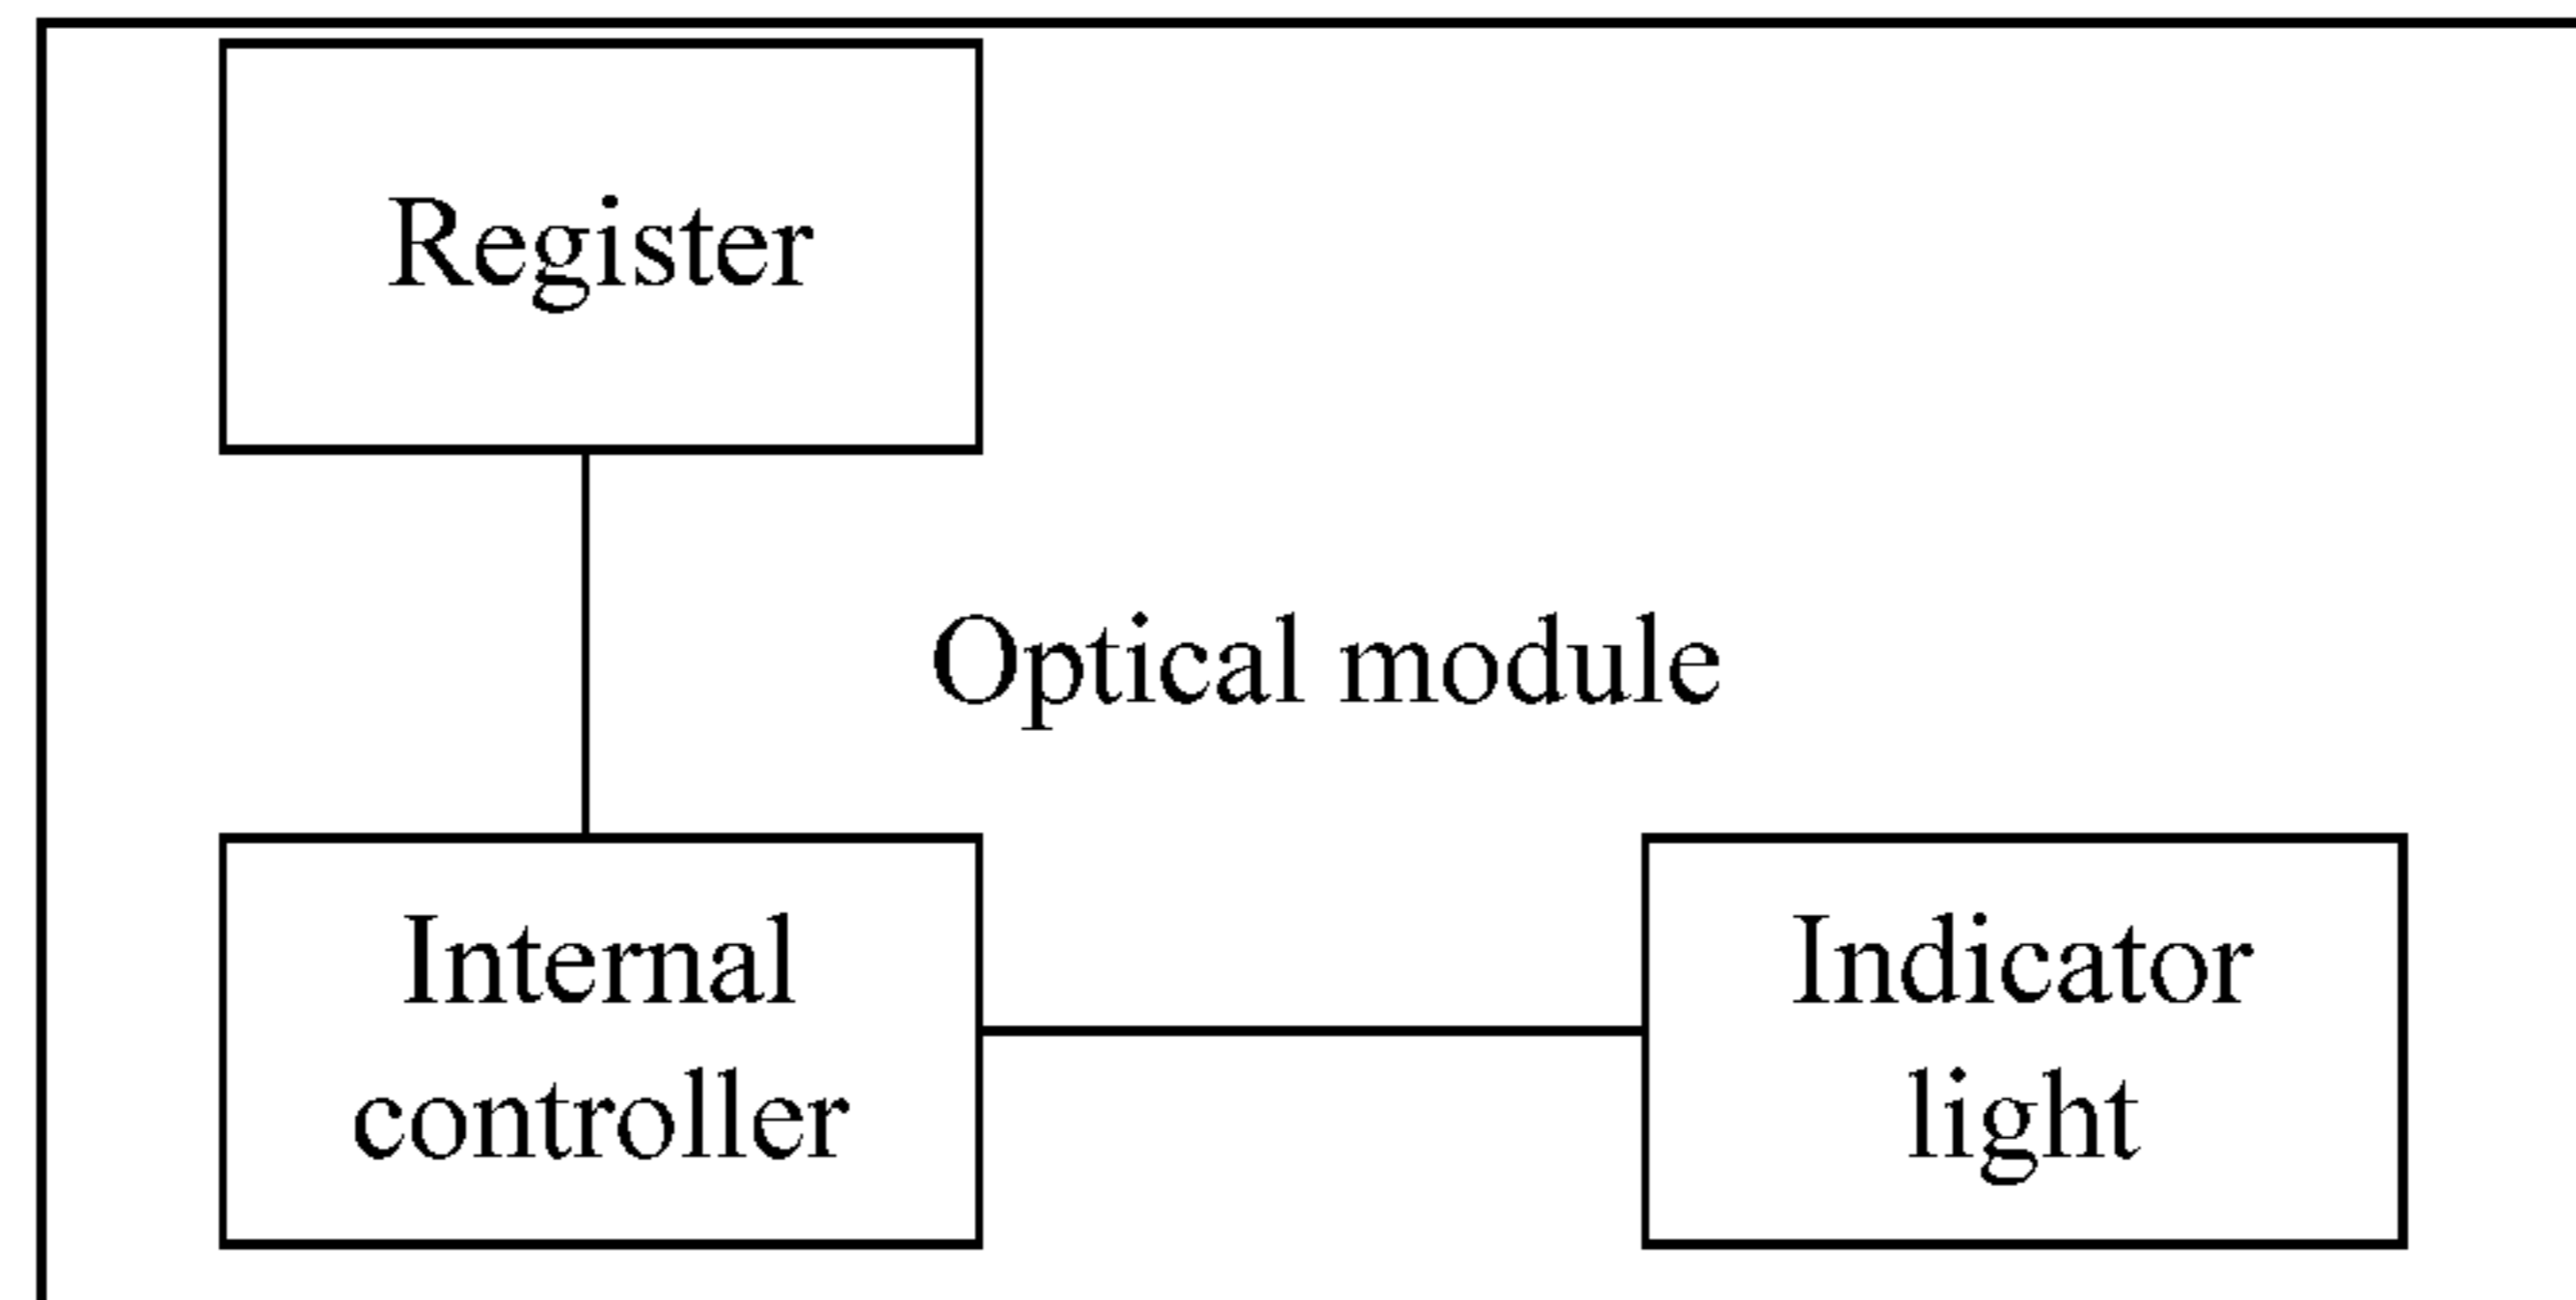 Register
Optical module
Internal
controller
Indicator
light